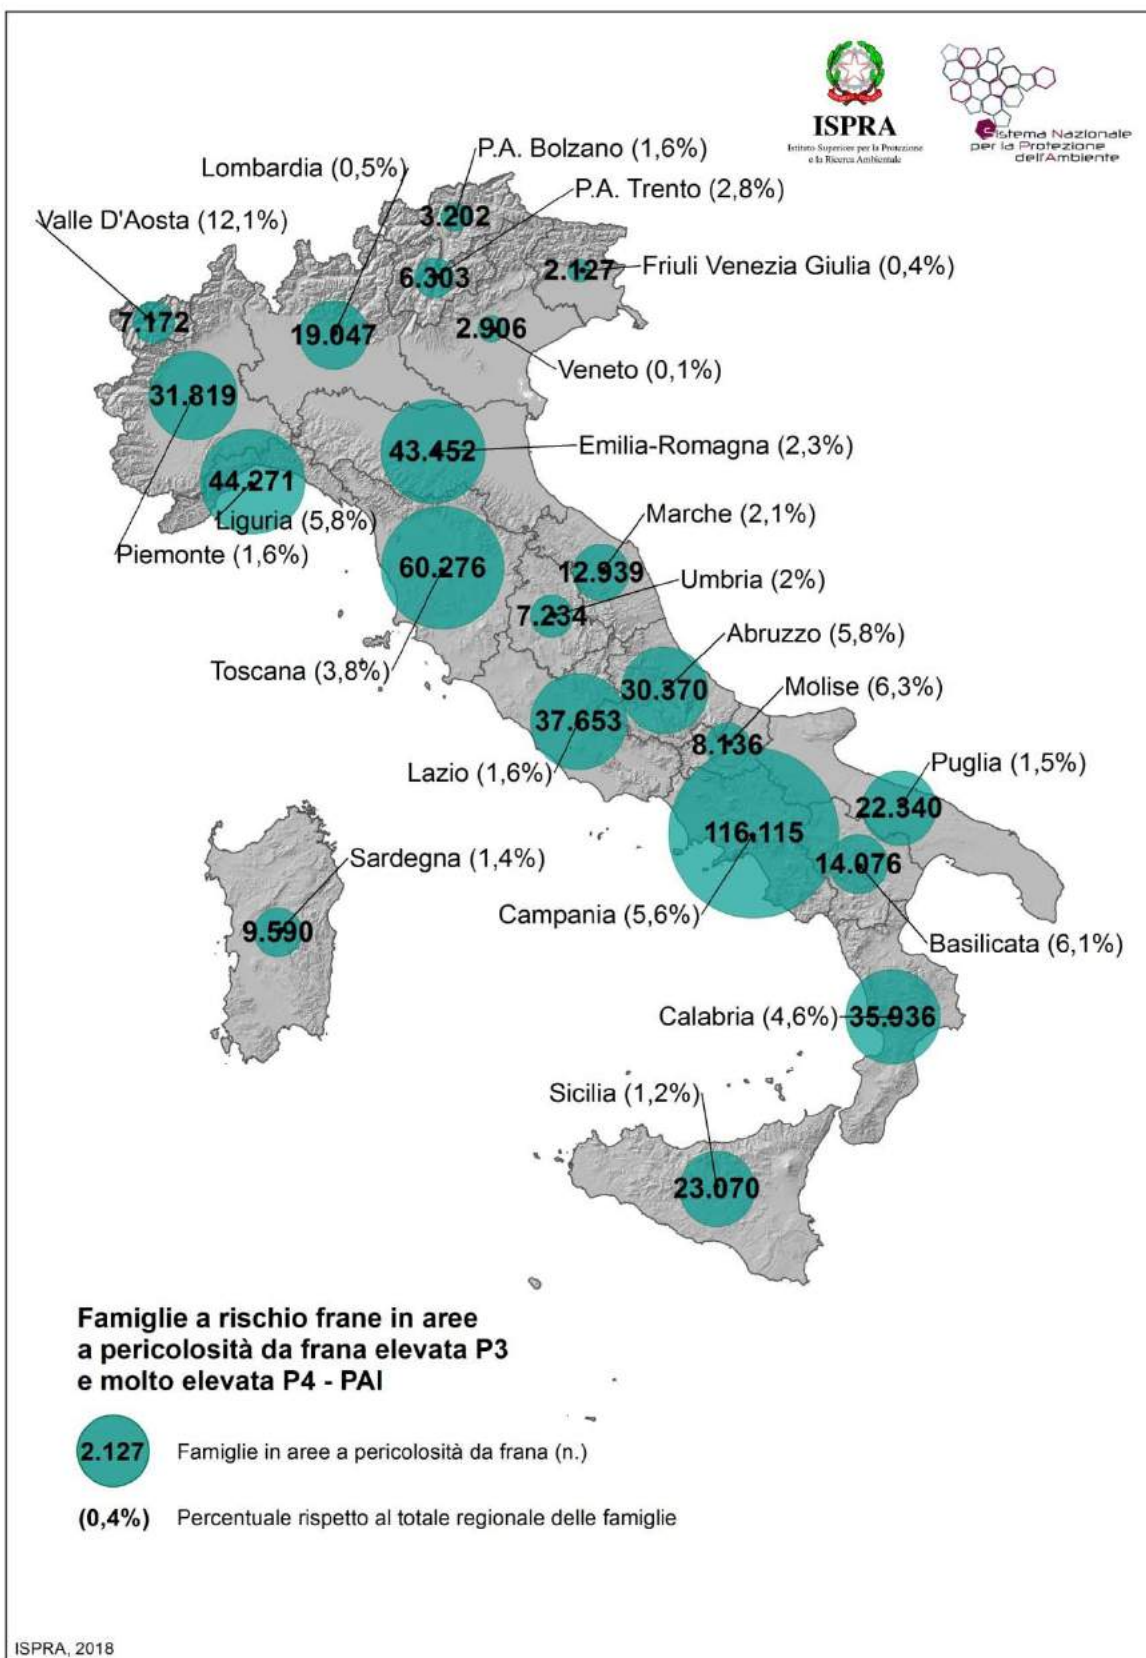 ISPRA
Istituto Superiore per la Protezione
e la Ricerca Ambientale
Sistema Nazionale
per la Protezione
dell'Ambiente
P.A. Bolzano (1,6%)
Lombardia (0,5%)
P.A. Trento (2,8%)
Valle D'Aosta (12,1%)
3.202
6.303
2.127
Friuli Venezia Giulia (0,4%)
7.172
19.047
2.906
Veneto (0,1%)
31.819
43.452
Emilia-Romagna (2,3%)
44.271
Liguria (5,8%)
Marche (2,1%)
Piemonte (1,6%)
60.276
12.939
Umbria (2%)
7.234
Abruzzo (5,8%)
Toscana (3,8%)
30.370
Molise (6,3%)
37.653
8.136
Lazio (1,6%)
Puglia (1,5%)
22.340
116.115
Sardegna (1,4%)
14.076
Campania (5,6%)
9.590
Basilicata (6,1%)
Calabria (4,6%)
35.936
Sicilia (1,2%)
23.070
Famiglie a rischio frane in aree
a pericolosità da frana elevata P3
e molto elevata P4 - PAI
2.127
Famiglie in aree a pericolosità da frana (n.)
(0,4%)
Percentuale rispetto al totale regionale delle famiglie
ISPRA, 2018